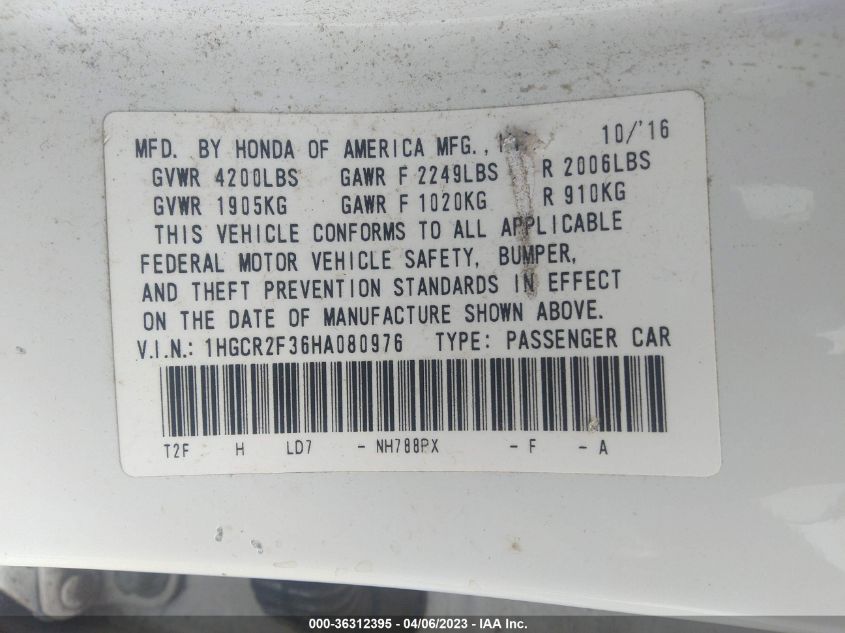 MFD. BY HONDA OF AMERICA MFG., 10/'16
GVWR 4200LBS GAWR F 2249LBS R 2006LBS
GVWR 1905KG GAWR F 1020KG R 910KG
THIS VEHICLE CONFORMS TO ALL APPLICABLE
FEDERAL MOTOR VEHICLE SAFETY, BUMPER,
AND THEFT PREVENTION STANDARDS IN EFFECT
ON THE DATE OF MANUFACTURE SHOWN ABOVE.
V.I.N.: 1HGCR2F36HA080976 TYPE: PASSENGER CAR
T2F H LD7 - NH788PX - F - A
000-36312395 - 04/06/2023 - IAA Inc.